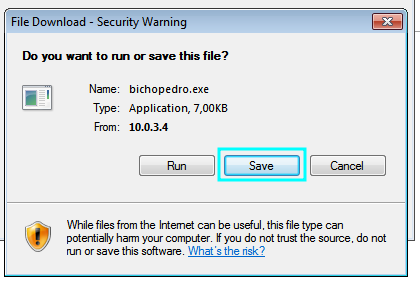 File Download - Security Warning
Do you want to run or save this file?
Name: bichopedro.exe
Type: Application, 7,00KB
From: 10.0.3.4
Run Save Cancel
While files from the Internet can be useful, this file type can
potentially harm your computer. If you do not trust the source, do not
run or save this software. What's the risk?